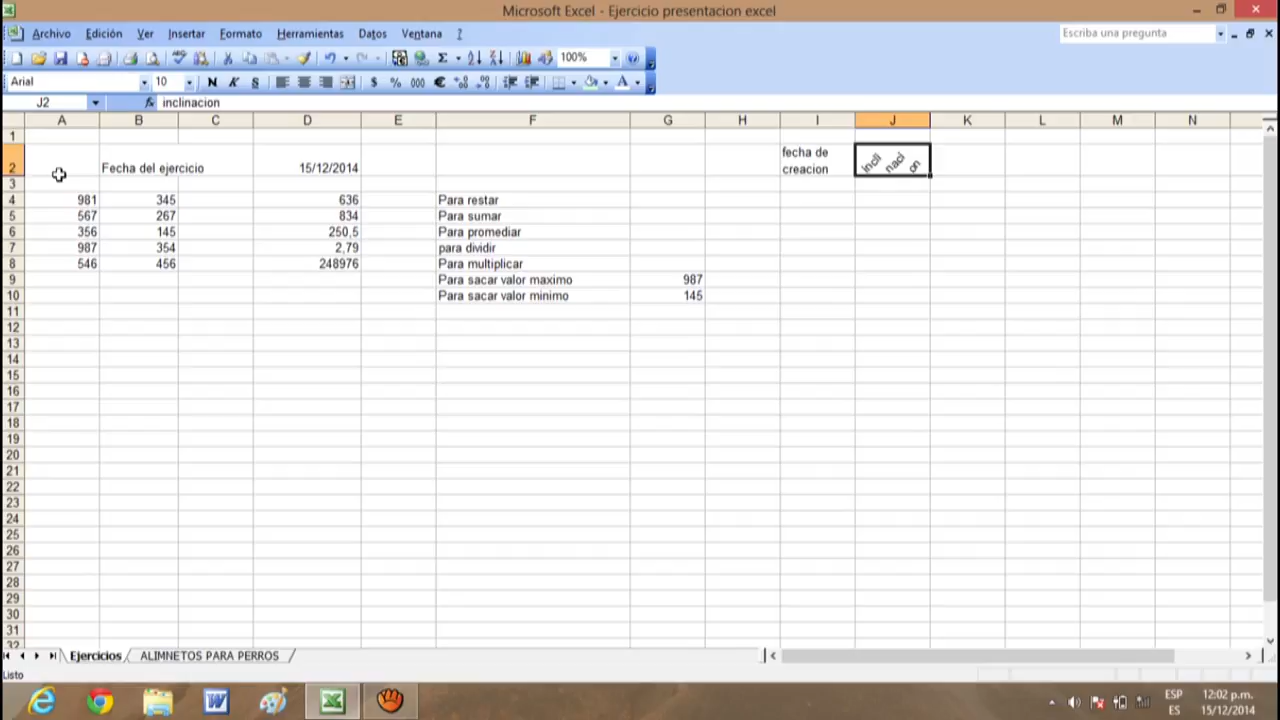 Microsoft Excel - Ejercicio presentacion excel
Archivo Edición Ver Insertar Formato Herramientas Datos Ventana ? Escriba una pregunta
100%
Arial 10 N K S $ % 000 €
J2 fx inclinacion
A B C D E F G H I J K L M N
1
2 Fecha del ejercicio 15/12/2014 fecha de creacion incli naci on
3
4 981 345 636 Para restar
5 567 267 834 Para sumar
6 356 145 250,5 Para promediar
7 987 354 2,79 para dividir
8 546 456 248976 Para multiplicar
9 Para sacar valor maximo 987
10 Para sacar valor minimo 145
11
12
13
14
15
16
17
18
19
20
21
22
23
24
25
26
27
28
29
30
31
32
Ejercicios ALIMNETOS PARA PERROS
Listo
ESP 12:02 p.m.
ES 15/12/2014